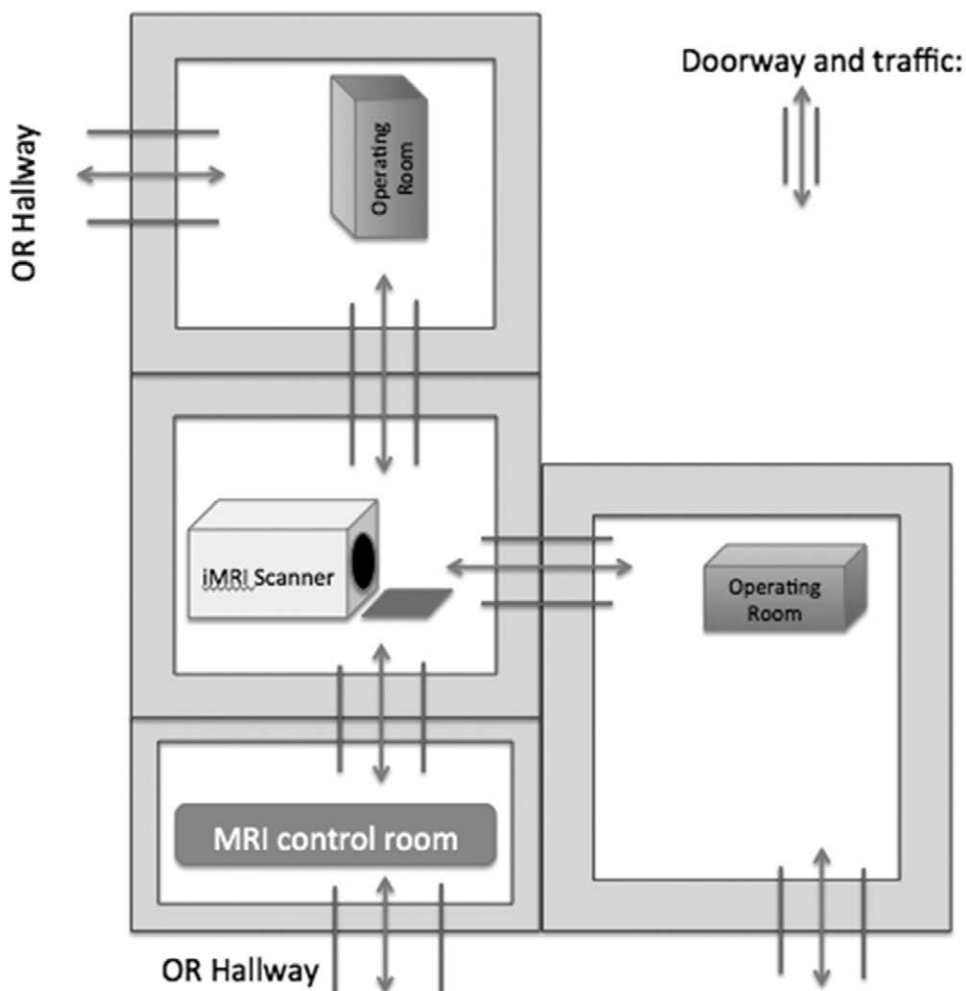 Doorway and traffic:
OR Hallway
Operating
Room
iMRI Scanner
Operating
Room
MRI control room
OR Hallway